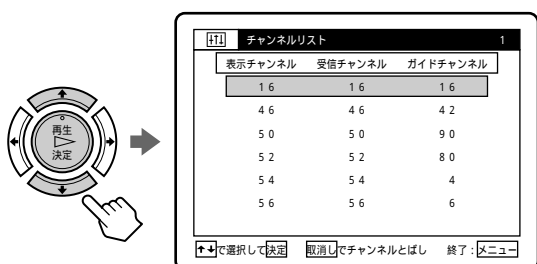 チャンネルリスト 1
表示チャンネル 受信チャンネル ガイドチャンネル
16 16 16
46 46 42
50 50 90
52 52 80
54 54 4
56 56 6
↑↓で選択して決定 取消しでチャンネルとばし 終了：メニュー
再生
決定